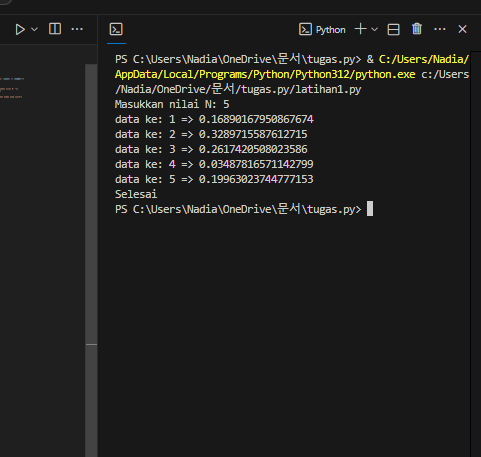 Python
PS C:\Users\Nadia\OneDrive\문서\tugas.py> & C:/Users/Nadia/
AppData/Local/Programs/Python/Python312/python.exe c:/Users
/Nadia/OneDrive/문서/tugas.py/latihan1.py
Masukkan nilai N: 5
data ke: 1 => 0.16890167950867674
data ke: 2 => 0.3289715587612715
data ke: 3 => 0.2617420508023586
data ke: 4 => 0.03487816571142799
data ke: 5 => 0.19963023744777153
Selesai
PS C:\Users\Nadia\OneDrive\문서\tugas.py>